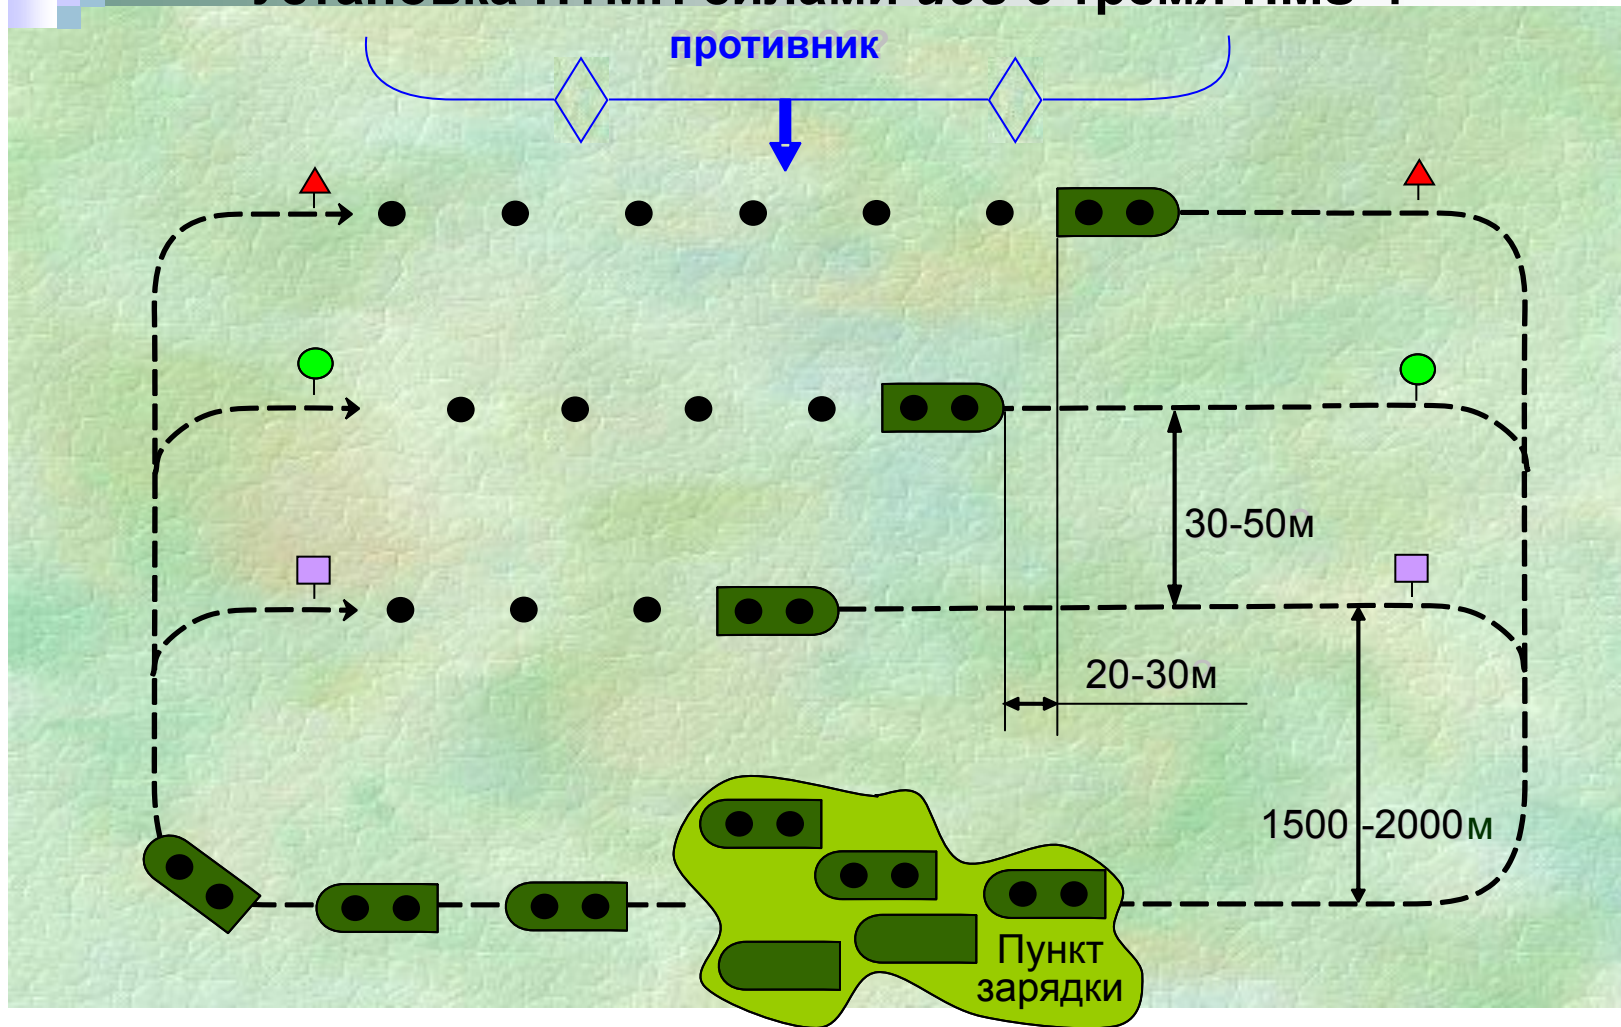 противник
30-50м
20-30м
1500-2000м
Пункт
зарядки